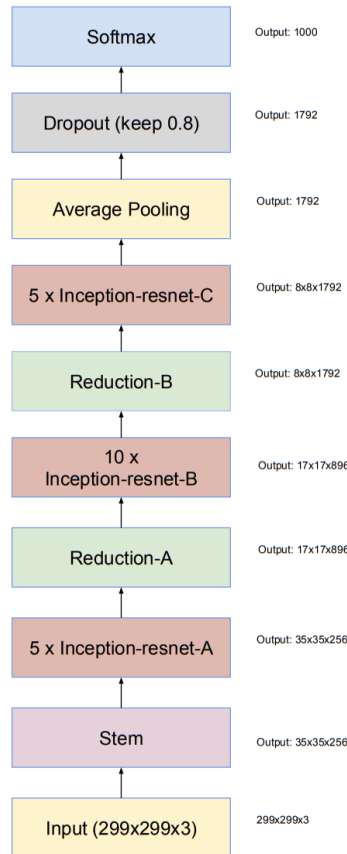 Softmax
Output: 1000
Dropout (keep 0.8)
Output: 1792
Average Pooling
Output: 1792
5 x Inception-resnet-C
Output: 8x8x1792
Reduction-B
Output: 8x8x1792
10 x
Inception-resnet-B
Output: 17x17x896
Reduction-A
Output: 17x17x896
5 x Inception-resnet-A
Output: 35x35x256
Stem
Output: 35x35x256
Input (299x299x3)
299x299x3